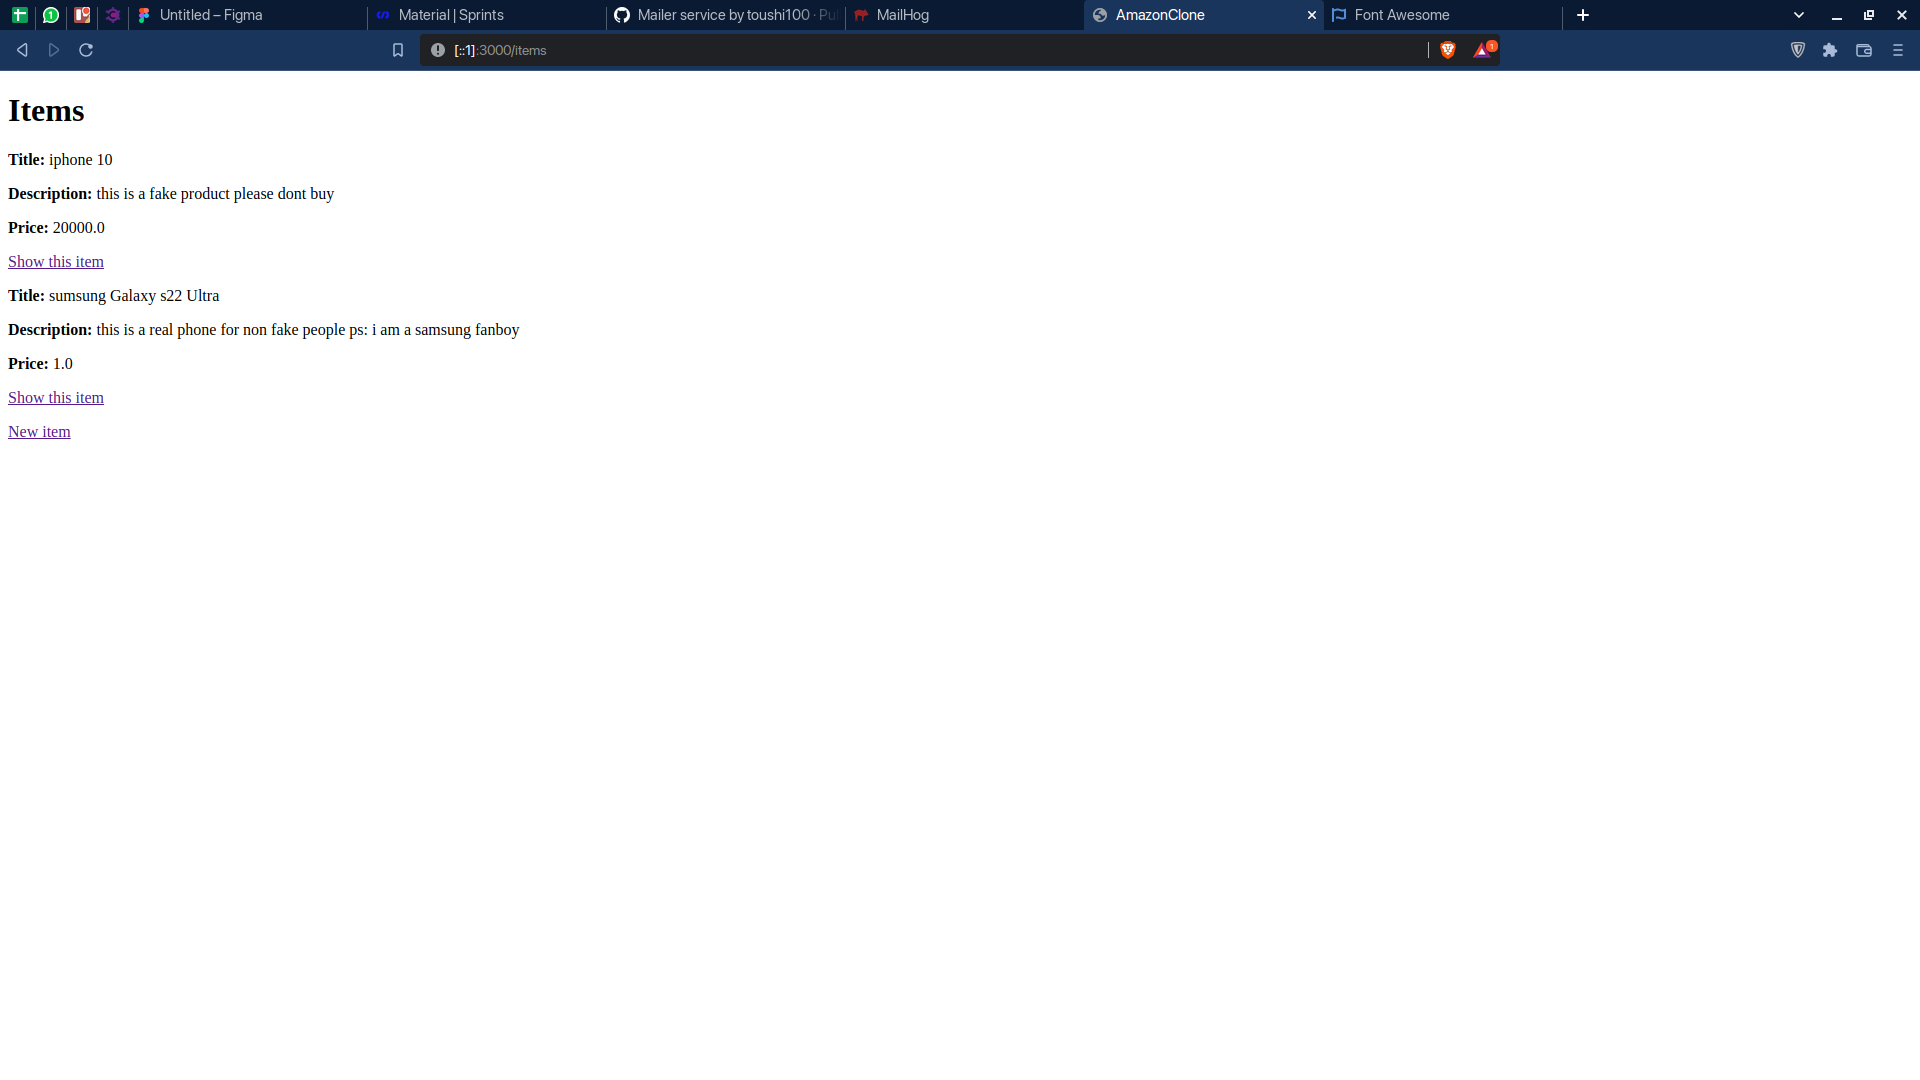 1
Untitled – Figma
Material | Sprints
Mailer service by toushi100 · Pu
MailHog
AmazonClone
Font Awesome
[::1]:3000/items
1
Items
Title: iphone 10
Description: this is a fake product please dont buy
Price: 20000.0
Show this item
Title: sumsung Galaxy s22 Ultra
Description: this is a real phone for non fake people ps: i am a samsung fanboy
Price: 1.0
Show this item
New item